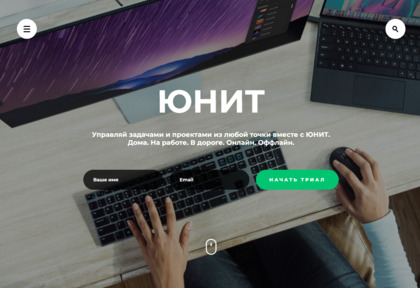 ЮНИТ
Управляй задачами и проектами из любой точки вместе с ЮНИТ.
Дома. На работе. В дороге. Онлайн. Оффлайн.
Ваше имя Email НАЧАТЬ ТРИАЛ